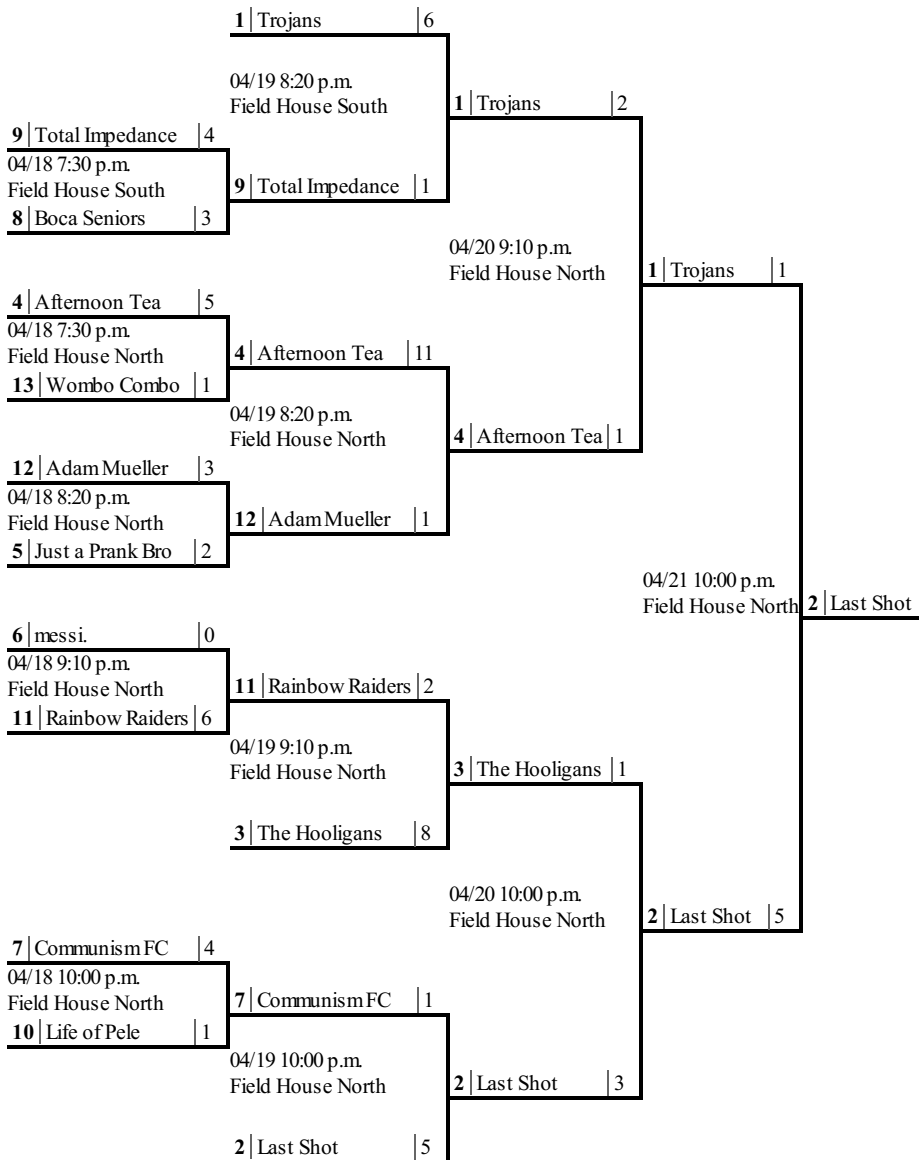 1 Trojans 6
04/19 8:20 p.m.
Field House South
1 Trojans 2
9 Total Impedance 4
04/18 7:30 p.m.
Field House South
9 Total Impedance 1
8 Boca Seniors 3
04/20 9:10 p.m.
Field House North
1 Trojans 1
4 Afternoon Tea 5
04/18 7:30 p.m.
Field House North
4 Afternoon Tea 11
13 Wombo Combo 1
04/19 8:20 p.m.
Field House North
4 Afternoon Tea 1
12 Adam Mueller 3
04/18 8:20 p.m.
Field House North
12 Adam Mueller 1
5 Just a Prank Bro 2
04/21 10:00 p.m.
Field House North
2 Last Shot
6 messi. 0
04/18 9:10 p.m.
Field House North
11 Rainbow Raiders 2
11 Rainbow Raiders 6
04/19 9:10 p.m.
Field House North
3 The Hooligans 1
3 The Hooligans 8
04/20 10:00 p.m.
Field House North
2 Last Shot 5
7 Communism FC 4
04/18 10:00 p.m.
Field House North
7 Communism FC 1
10 Life of Pele 1
04/19 10:00 p.m.
Field House North
2 Last Shot 3
2 Last Shot 5